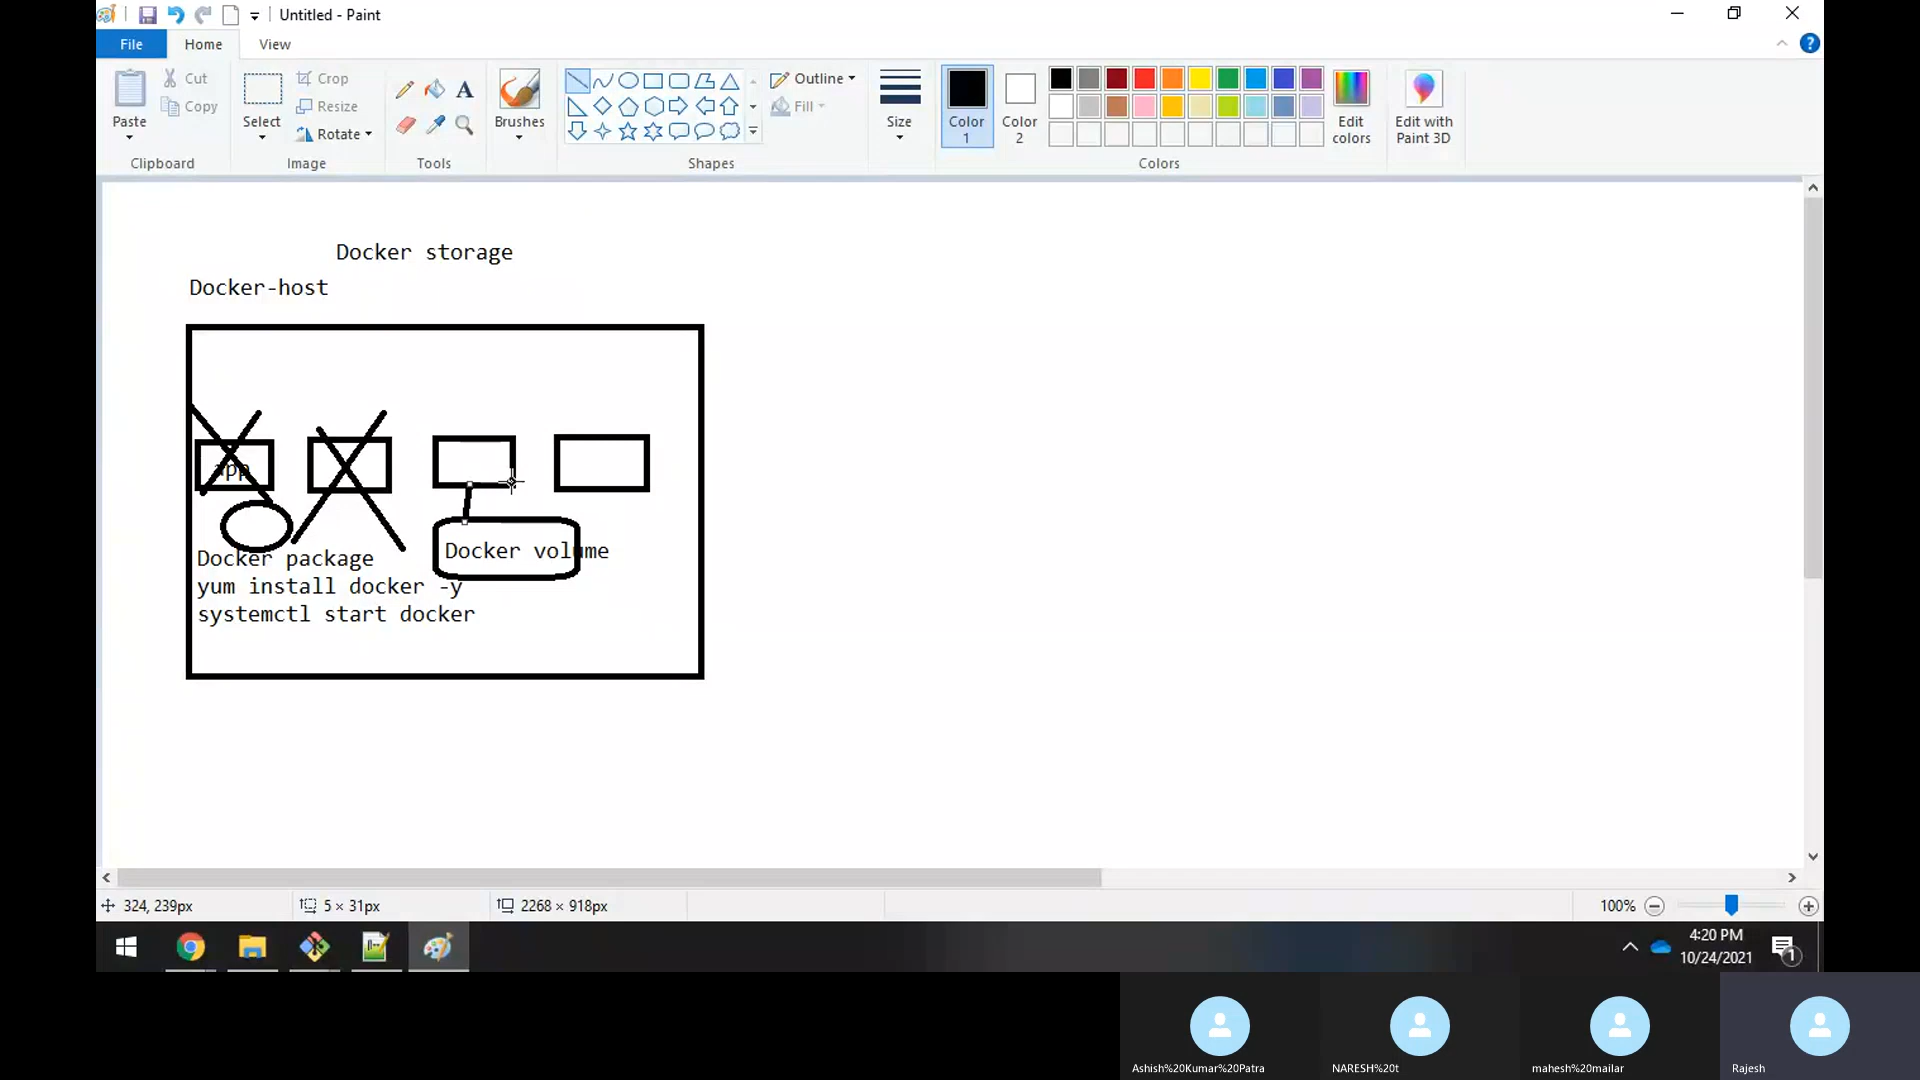 Untitled - Paint
File Home View
Paste
Cut
Copy
Clipboard
Select
Crop
Resize
Rotate
Image
Tools
Brushes
Outline
Fill
Shapes
Size
Color 1
Color 2
Colors
Edit colors
Edit with Paint 3D
Docker storage
Docker-host
app
Docker volume
Docker package
yum install docker -y
systemctl start docker
324, 239px
5 × 31px
2268 × 918px
100%
4:20 PM
10/24/2021
1
Ashish%20Kumar%20Patra
NARESH%20t
mahesh%20mailar
Rajesh